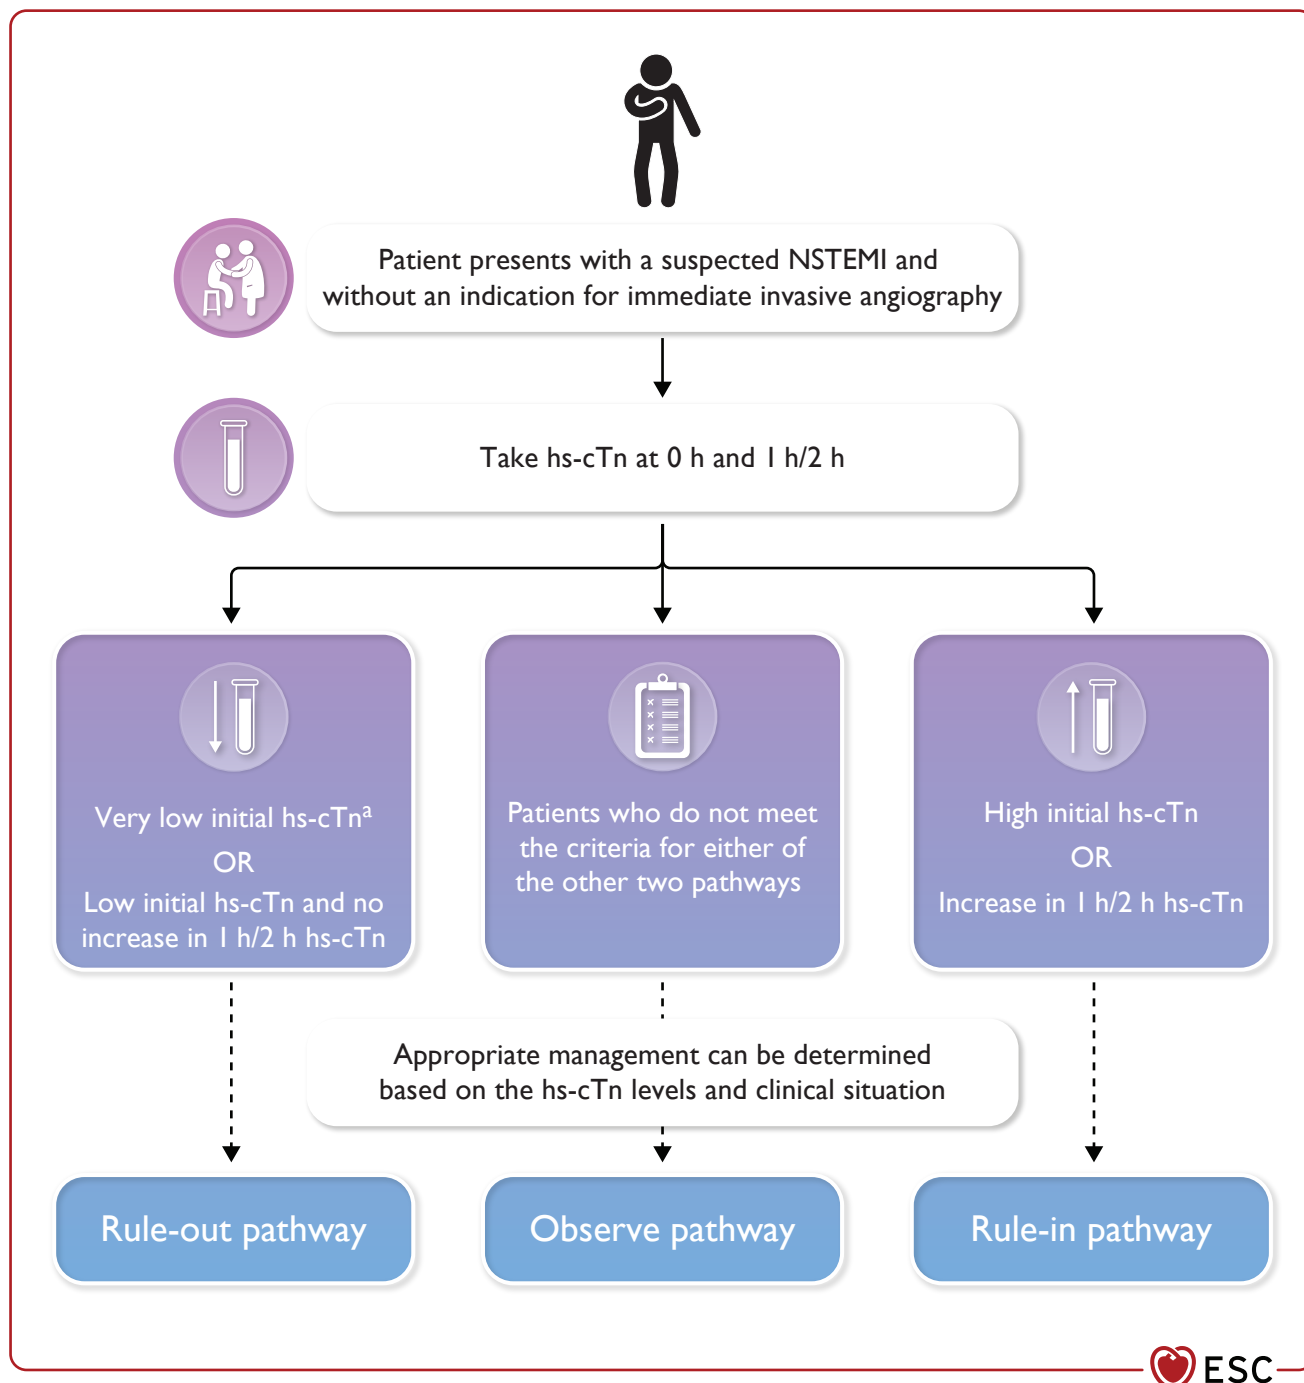 Patient presents with a suspected NSTEMI and
without an indication for immediate invasive angiography
Take hs-cTn at 0 h and 1 h/2 h
Very low initial hs-cTnᵃ
OR
Low initial hs-cTn and no
increase in 1 h/2 h hs-cTn
Patients who do not meet
the criteria for either of
the other two pathways
High initial hs-cTn
OR
Increase in 1 h/2 h hs-cTn
Appropriate management can be determined
based on the hs-cTn levels and clinical situation
Rule-out pathway
Observe pathway
Rule-in pathway
ESC